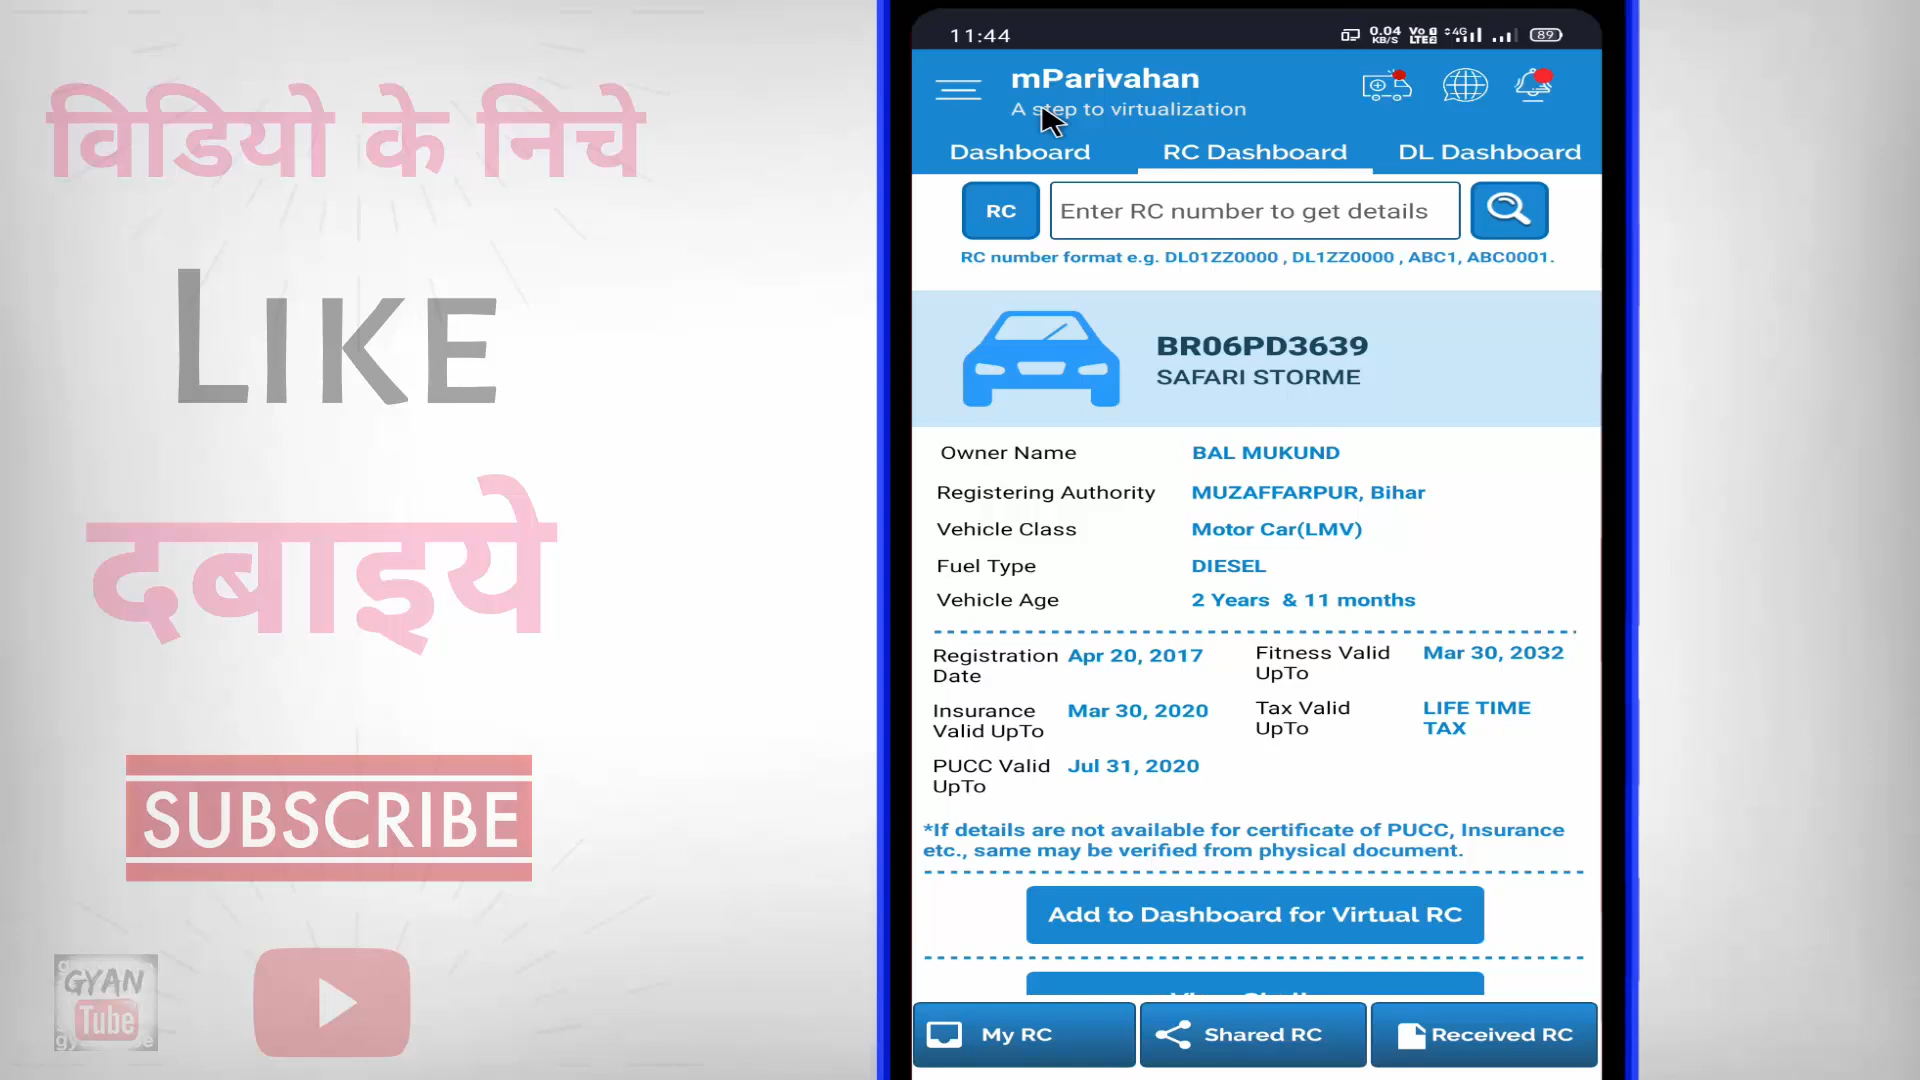 विडियो के निचे
LIKE
दबाइये
SUBSCRIBE
GYAN
Tube
11:44
0.04
KB/S
Vo
LTE
4G
89
mParivahan
A step to virtualization
Dashboard
RC Dashboard
DL Dashboard
RC
Enter RC number to get details
RC number format e.g. DL01ZZ0000 , DL1ZZ0000 , ABC1, ABC0001.
BR06PD3639
SAFARI STORME
Owner Name BAL MUKUND
Registering Authority MUZAFFARPUR, Bihar
Vehicle Class Motor Car(LMV)
Fuel Type DIESEL
Vehicle Age 2 Years & 11 months
Registration Date Apr 20, 2017
Fitness Valid UpTo Mar 30, 2032
Insurance Valid UpTo Mar 30, 2020
Tax Valid UpTo LIFE TIME TAX
PUCC Valid UpTo Jul 31, 2020
*If details are not available for certificate of PUCC, Insurance
etc., same may be verified from physical document.
Add to Dashboard for Virtual RC
My RC
Shared RC
Received RC